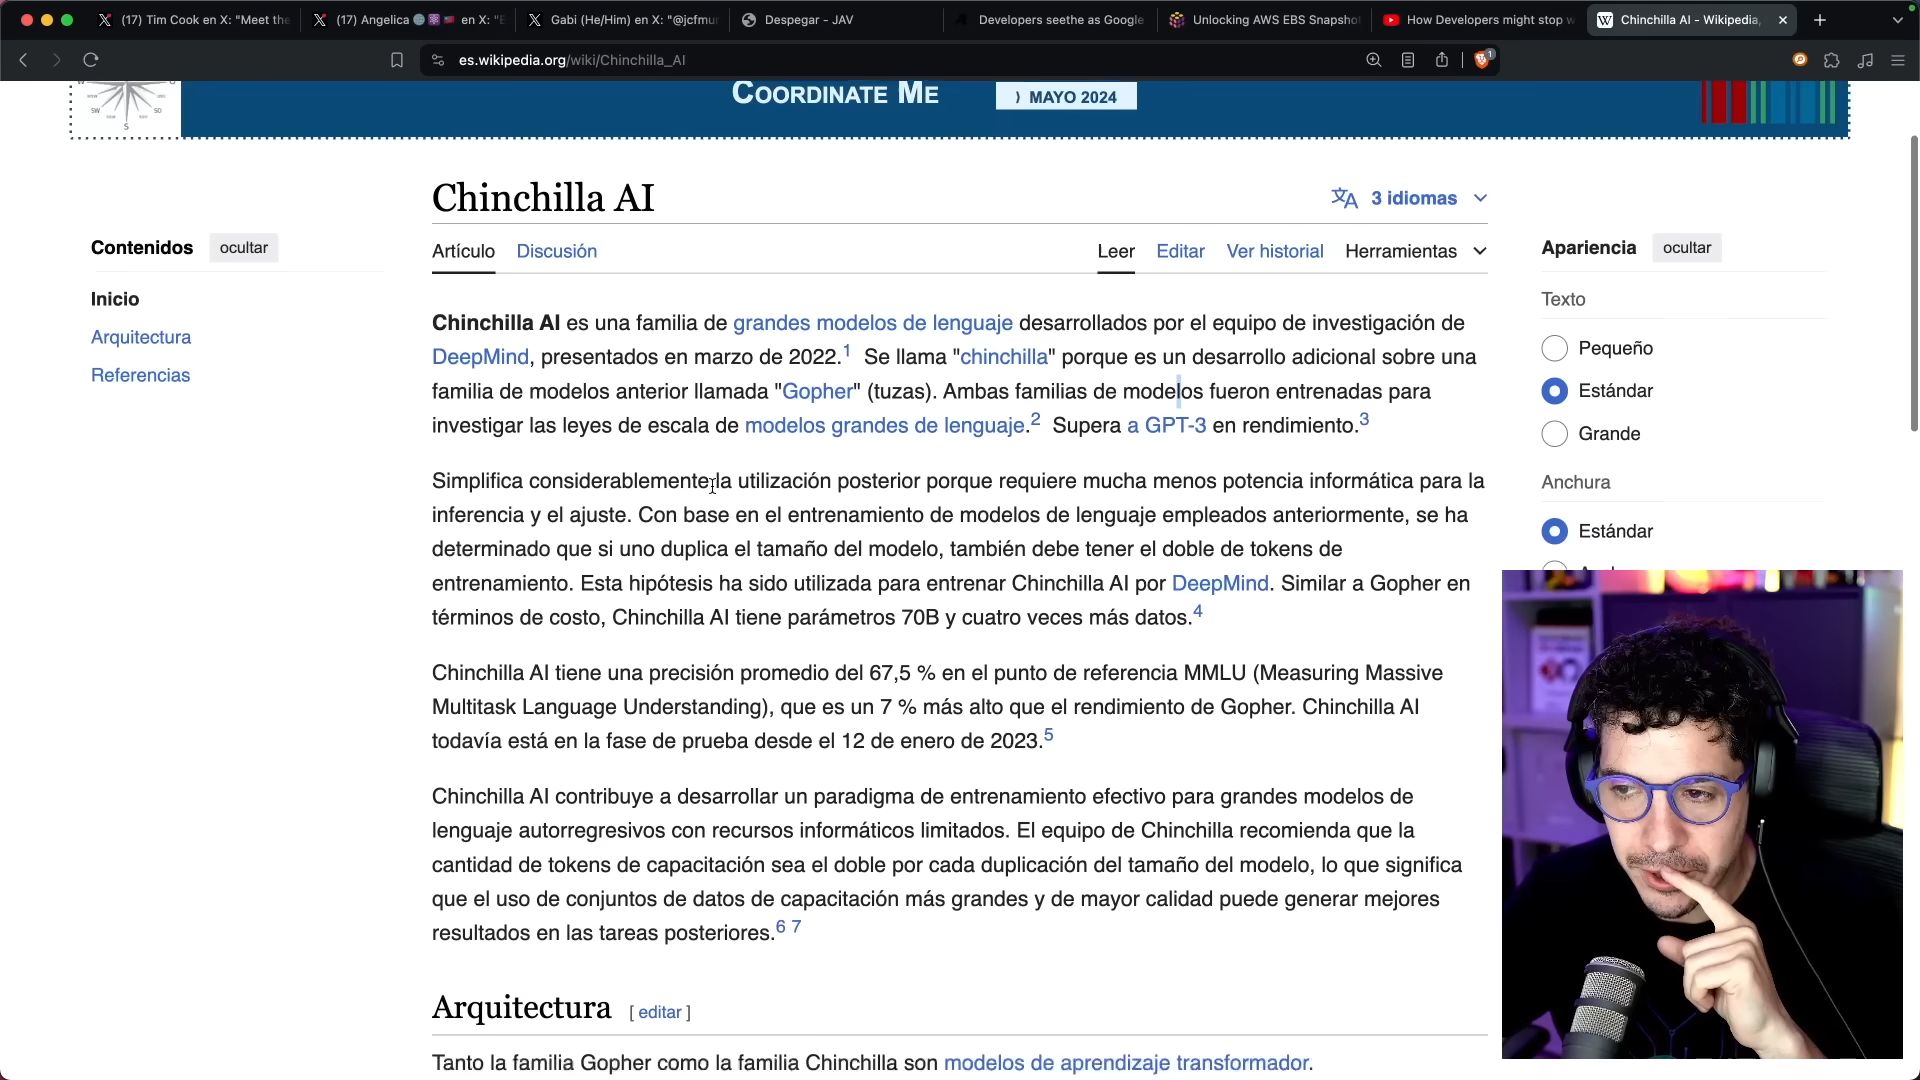 (17) Tim Cook en X: "Meet the
(17) Angelica
en X: "E
Gabi (He/Him) en X: "@jcfmur
Despegar - JAV
Developers seethe as Google
Unlocking AWS EBS Snapsho
How Developers might stop w
Chinchilla AI - Wikipedia,
es.wikipedia.org/wiki/Chinchilla_AI
1
SW
S
SO
COORDINATE ME
MAYO 2024
Chinchilla AI
3 idiomas
Contenidos ocultar
Artículo Discusión
Leer Editar Ver historial Herramientas
Inicio
Arquitectura
Referencias
Chinchilla AI es una familia de grandes modelos de lenguaje desarrollados por el equipo de investigación de
DeepMind, presentados en marzo de 2022.1 Se llama "chinchilla" porque es un desarrollo adicional sobre una
familia de modelos anterior llamada "Gopher" (tuzas). Ambas familias de modelos fueron entrenadas para
investigar las leyes de escala de modelos grandes de lenguaje.2 Supera a GPT-3 en rendimiento.3
Simplifica considerablemente la utilización posterior porque requiere mucha menos potencia informática para la
inferencia y el ajuste. Con base en el entrenamiento de modelos de lenguaje empleados anteriormente, se ha
determinado que si uno duplica el tamaño del modelo, también debe tener el doble de tokens de
entrenamiento. Esta hipótesis ha sido utilizada para entrenar Chinchilla AI por DeepMind. Similar a Gopher en
términos de costo, Chinchilla AI tiene parámetros 70B y cuatro veces más datos.4
Chinchilla AI tiene una precisión promedio del 67,5 % en el punto de referencia MMLU (Measuring Massive
Multitask Language Understanding), que es un 7 % más alto que el rendimiento de Gopher. Chinchilla AI
todavía está en la fase de prueba desde el 12 de enero de 2023.5
Chinchilla AI contribuye a desarrollar un paradigma de entrenamiento efectivo para grandes modelos de
lenguaje autorregresivos con recursos informáticos limitados. El equipo de Chinchilla recomienda que la
cantidad de tokens de capacitación sea el doble por cada duplicación del tamaño del modelo, lo que significa
que el uso de conjuntos de datos de capacitación más grandes y de mayor calidad puede generar mejores
resultados en las tareas posteriores.6 7
Arquitectura [ editar ]
Tanto la familia Gopher como la familia Chinchilla son modelos de aprendizaje transformador.
Apariencia ocultar
Texto
Pequeño
Estándar
Grande
Anchura
Estándar